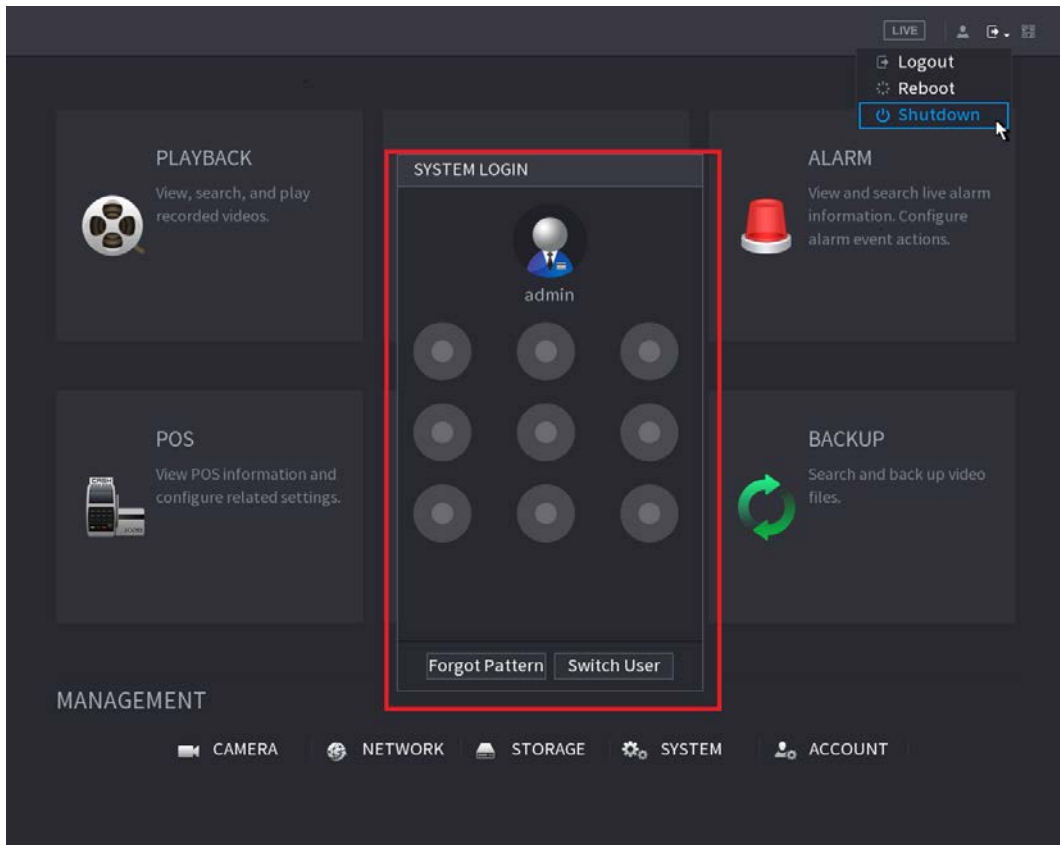 LIVE
Logout
Reboot
Shutdown
PLAYBACK
View, search, and play
recorded videos.
SYSTEM LOGIN
admin
ALARM
View and search live alarm
information. Configure
alarm event actions.
POS
View POS information and
configure related settings.
BACKUP
Search and back up video
files.
Forgot Pattern
Switch User
MANAGEMENT
CAMERA
NETWORK
STORAGE
SYSTEM
ACCOUNT